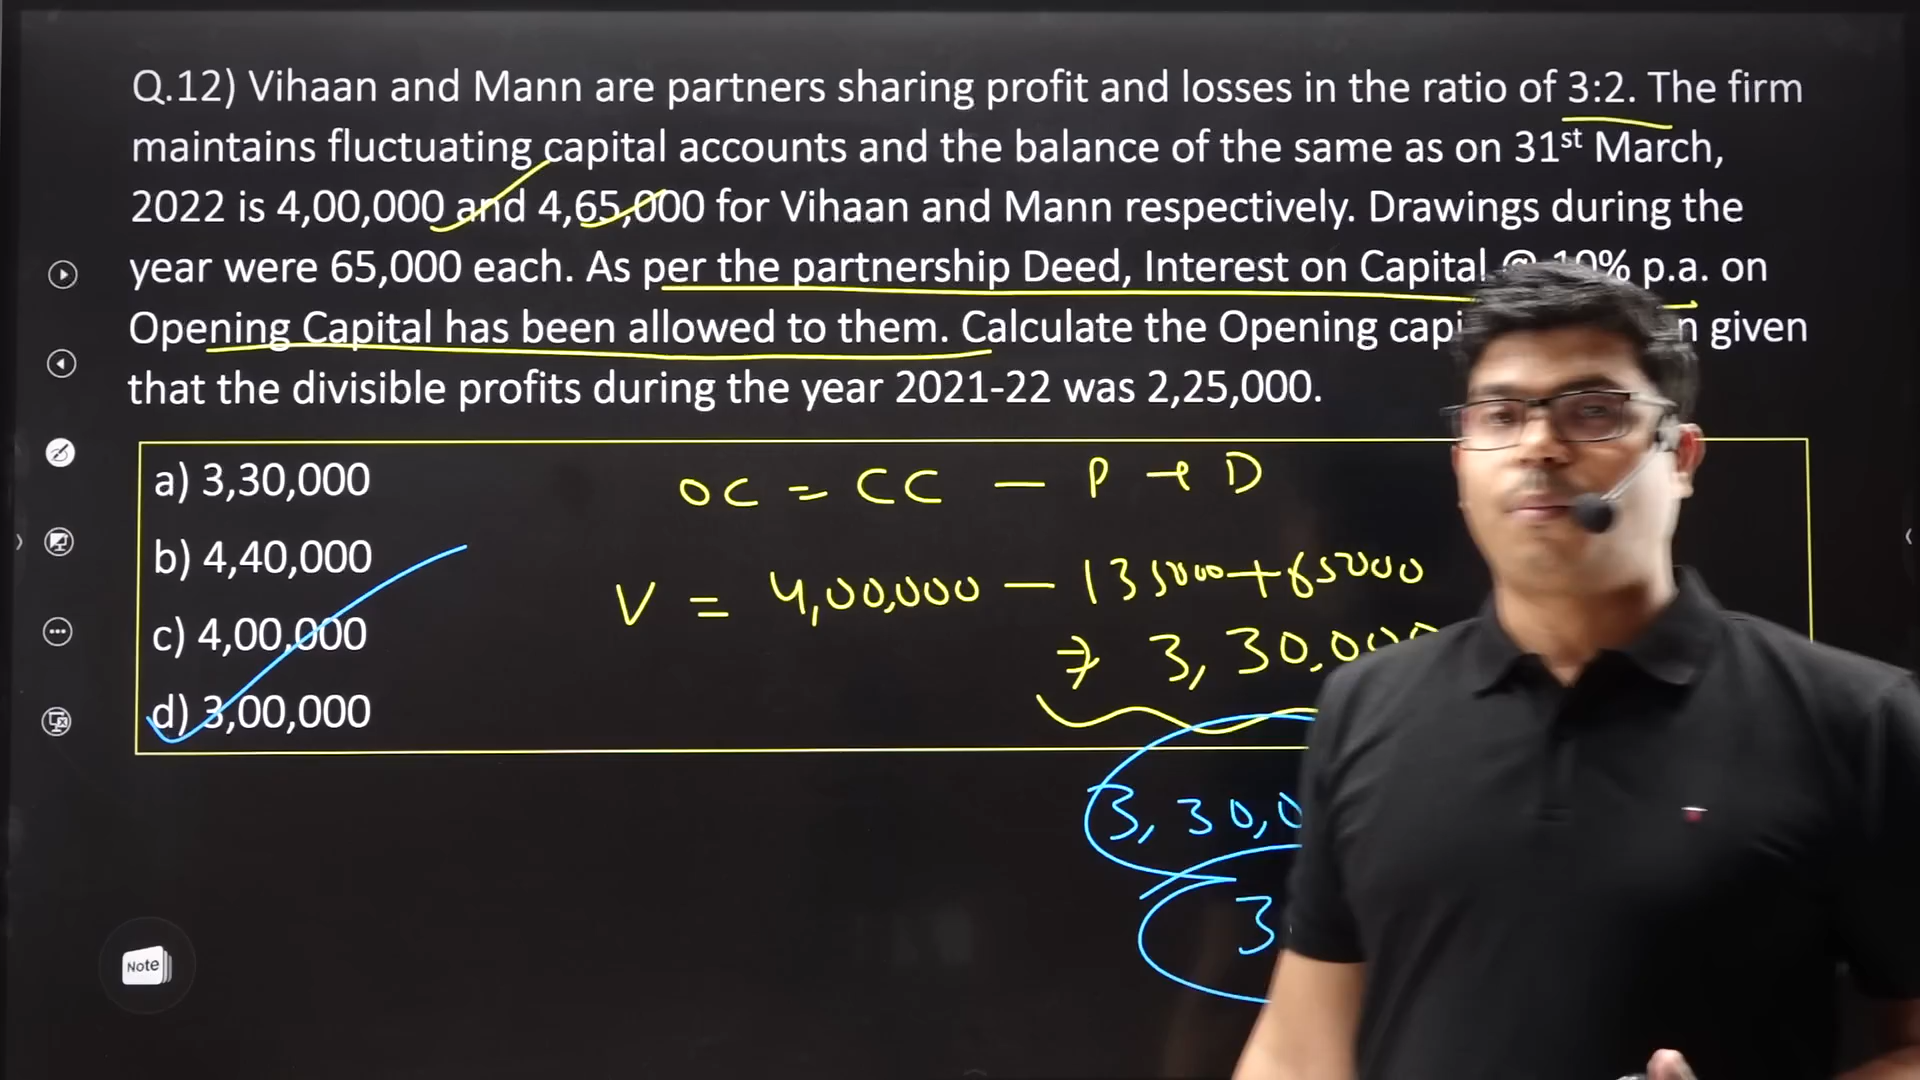 Q.12) Vihaan and Mann are partners sharing profit and losses in the ratio of 3:2. The firm
maintains fluctuating capital accounts and the balance of the same as on 31st March,
2022 is 4,00,000 and 4,65,000 for Vihaan and Mann respectively. Drawings during the
year were 65,000 each. As per the partnership Deed, Interest on Capital @ 10% p.a. on
Opening Capital has been allowed to them. Calculate the Opening given
that the divisible profits during the year 2021-22 was 2,25,000.
a) 3,30,000
OC = CC - P + D
b) 4,40,000
V = 4,00,000 - 135000 + 65000
c) 4,00,000
⇒ 3,30,000
d) 3,00,000
3,30,0
3
Note